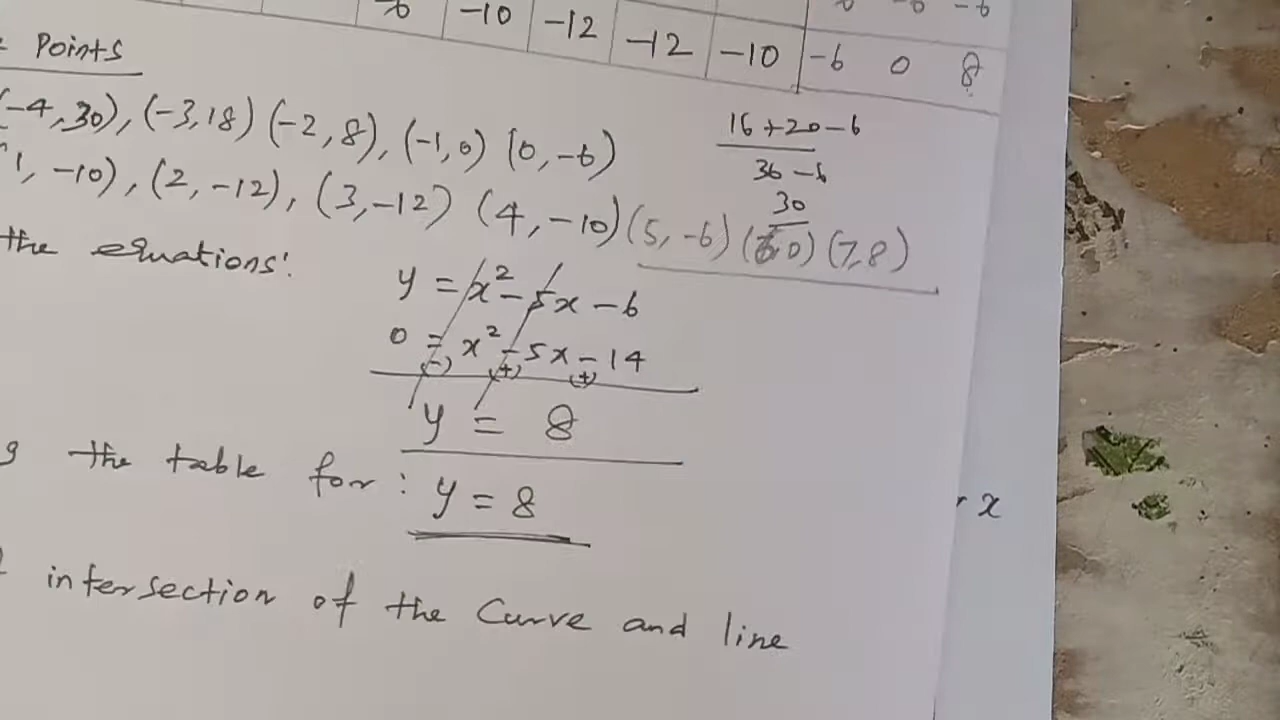 -6 -10 -12 -12 -10 -6 0 8
Points
(-4,30), (-3,18) (-2,8), (-1,0) (0,-6)
16+20-6
36-6
30
1, -10), (2, -12), (3,-12) (4,-10) (5,-6) (6,0) (7,8)
the equations:
y = x² - 5x - 6
0 = x² - 5x - 14
(-) (+) (+)
y = 8
g the table for: y = 8
x
intersection of the Curve and line